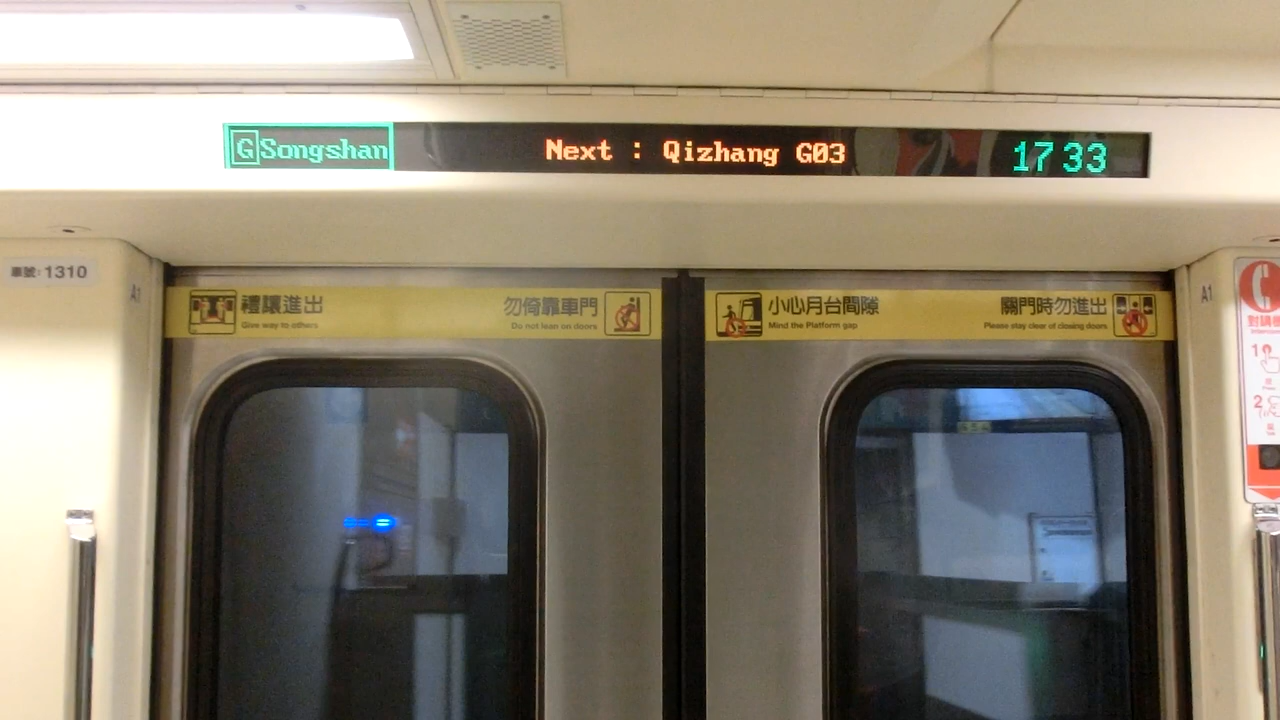 G Songshan
Next : Qizhang G03
17 33
車號:1310
A1
禮讓進出
Give way to others
勿倚靠車門
Do not lean on doors
小心月台間隙
Mind the Platform gap
關門時勿進出
Please stay clear of closing doors
A1
對講機
1
2